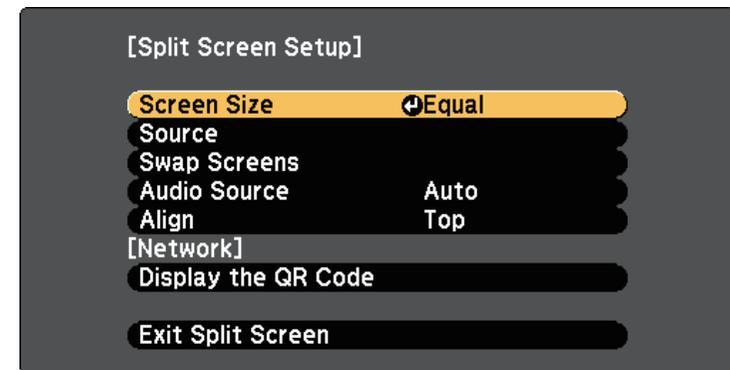 [Split Screen Setup]
Screen Size Equal
Source
Swap Screens
Audio Source Auto
Align Top
[Network]
Display the QR Code
Exit Split Screen